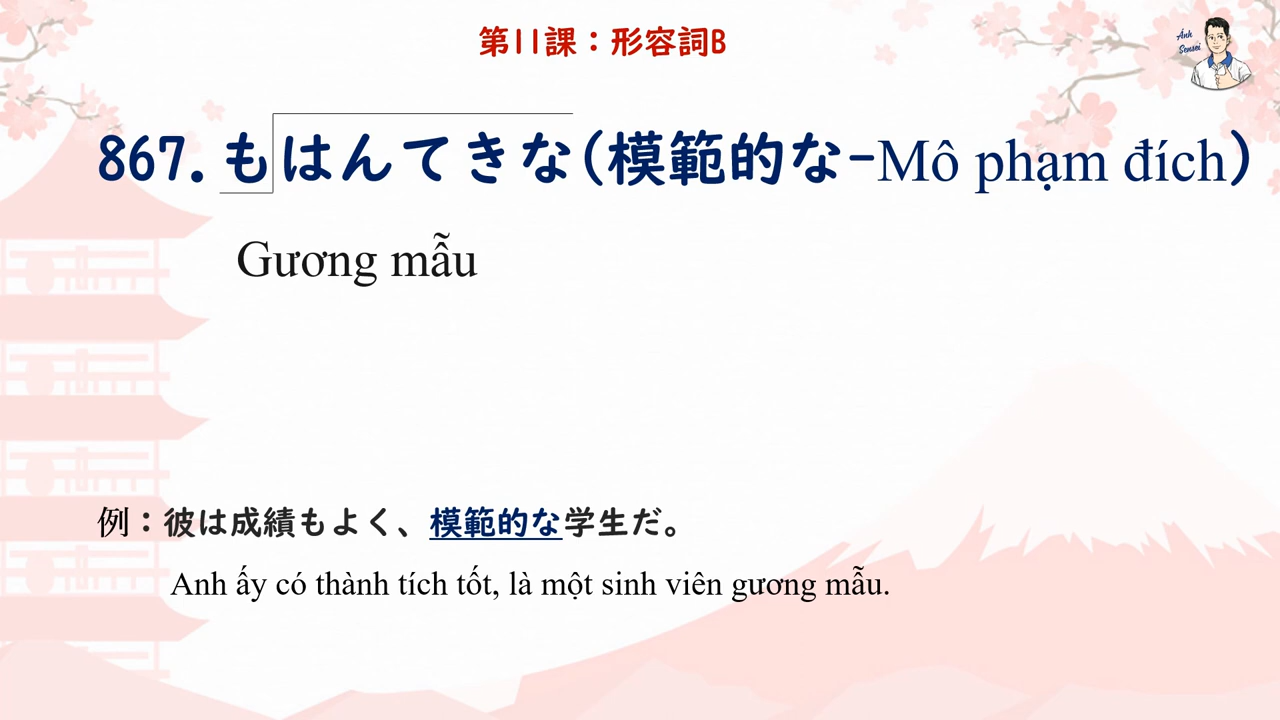 第11課：形容詞B
Anh
Sensei
867.もはんてきな(模範的な-Mô phạm đích)
Gương mẫu
例：彼は成績もよく、模範的な学生だ。
Anh ấy có thành tích tốt, là một sinh viên gương mẫu.